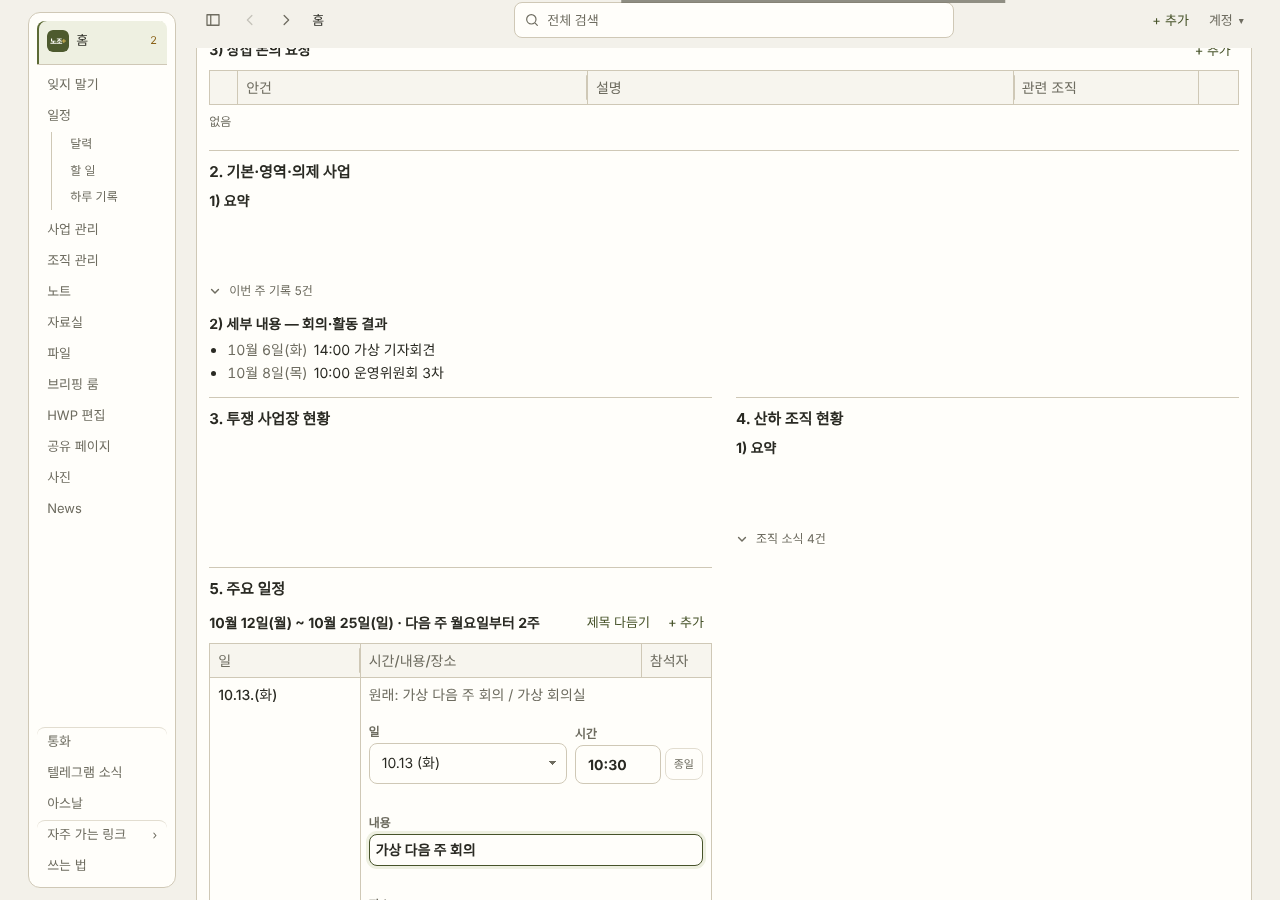 노조+ 홈 2
잊지 말기
일정
달력
할 일
하루 기록
사업 관리
조직 관리
노트
자료실
파일
브리핑 룸
HWP 편집
공유 페이지
사진
News
통화
텔레그램 소식
아스날
자주 가는 링크 ›
쓰는 법
홈
전체 검색
+ 추가 계정 ▾
+ 추가
안건 설명 관련 조직
없음
2. 기본·영역·의제 사업
1) 요약
이번 주 기록 5건
2) 세부 내용 — 회의·활동 결과
• 10월 6일(화) 14:00 가상 기자회견
• 10월 8일(목) 10:00 운영위원회 3차
3. 투쟁 사업장 현황
4. 산하 조직 현황
1) 요약
조직 소식 4건
5. 주요 일정
10월 12일(월) ~ 10월 25일(일) · 다음 주 월요일부터 2주 제목 다듬기 + 추가
일 시간/내용/장소 참석자
10.13.(화) 원래: 가상 다음 주 회의 / 가상 회의실
일 시간
10.13 (화) 10:30 종일
내용
가상 다음 주 회의